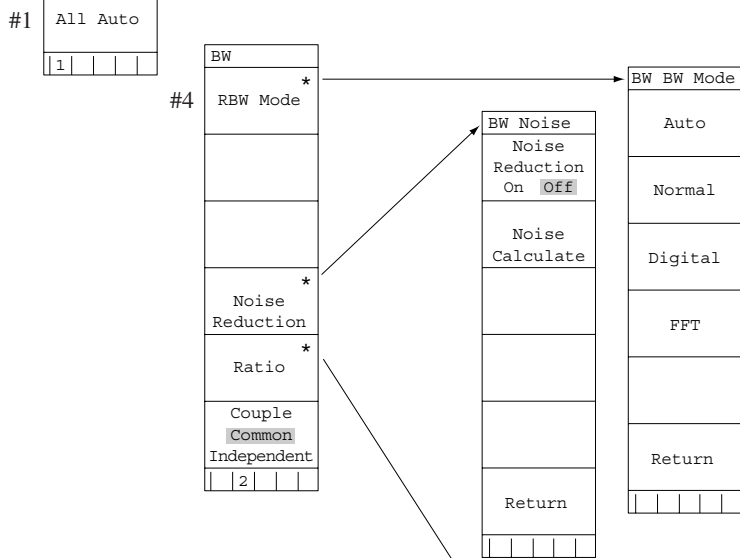 #1
All Auto
1
BW
#4
*
RBW Mode
*
Noise
Reduction
*
Ratio
Couple
Common
Independent
2
BW Noise
Noise
Reduction
On Off
Noise
Calculate
Return
BW BW Mode
Auto
Normal
Digital
FFT
Return